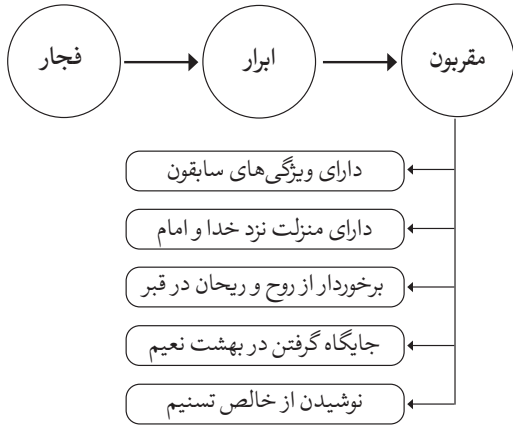 مقربون
ابرار
فجار
دارای ویژگی‌های سابقون
دارای منزلت نزد خدا و امام
برخوردار از روح و ریحان در قبر
جایگاه گرفتن در بهشت نعیم
نوشیدن از خالص تسنیم